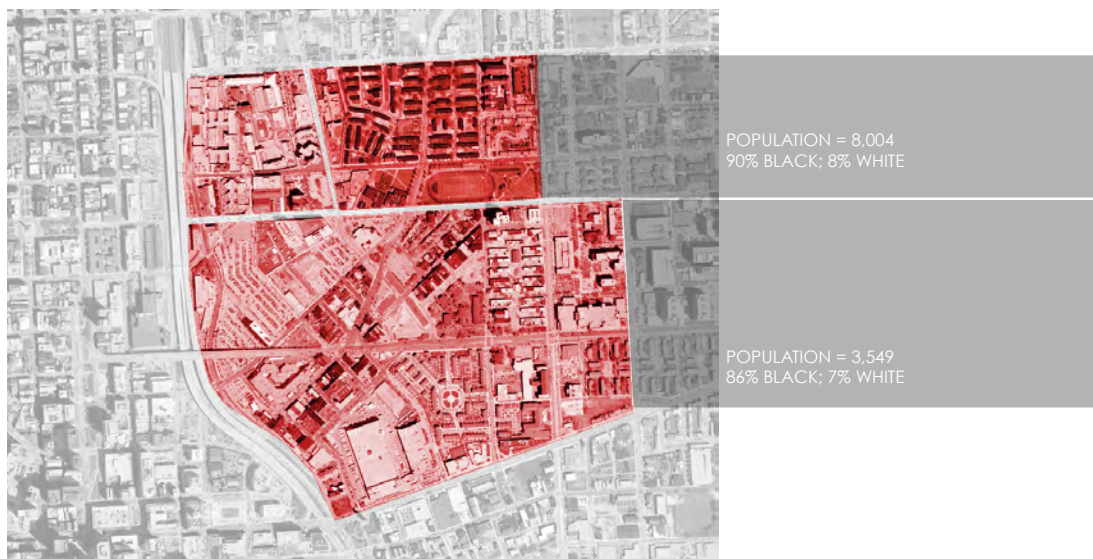 POPULATION = 8,004
90% BLACK; 8% WHITE
POPULATION = 3,549
86% BLACK; 7% WHITE